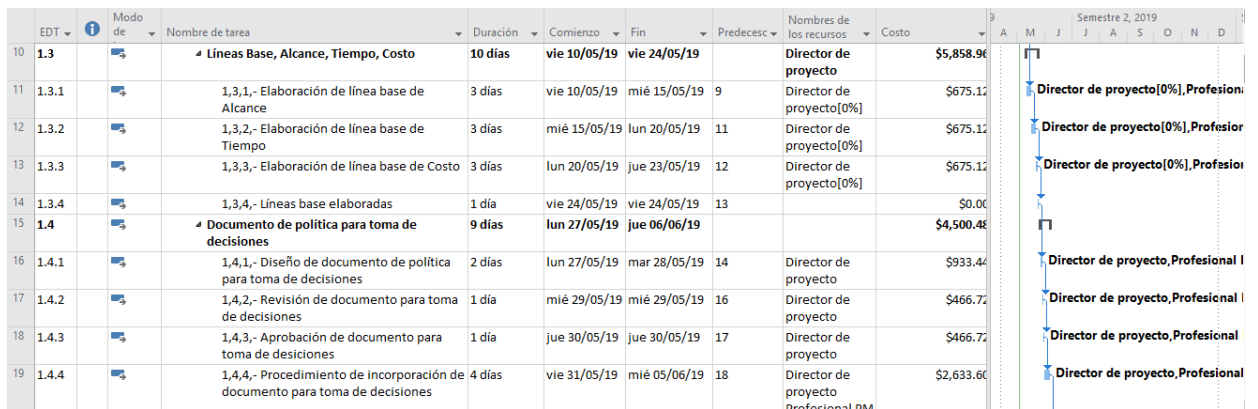 9 Semestre 2, 2019 S
EDT Modo de Nombre de tarea Duración Comienzo Fin Predecesc Nombres de los recursos Costo A M J J A S O N D
10 1.3 Líneas Base, Alcance, Tiempo, Costo 10 días vie 10/05/19 vie 24/05/19 Director de proyecto $5,858.96
11 1.3.1 1,3,1,- Elaboración de línea base de Alcance 3 días vie 10/05/19 mié 15/05/19 9 Director de proyecto[0%] $675.12 Director de proyecto[0%],Profesiona
12 1.3.2 1,3,2,- Elaboración de línea base de Tiempo 3 días mié 15/05/19 lun 20/05/19 11 Director de proyecto[0%] $675.12 Director de proyecto[0%],Profesior
13 1.3.3 1,3,3,- Elaboración de línea base de Costo 3 días lun 20/05/19 jue 23/05/19 12 Director de proyecto[0%] $675.12 Director de proyecto[0%],Profesior
14 1.3.4 1,3,4,- Líneas base elaboradas 1 día vie 24/05/19 vie 24/05/19 13 $0.00
15 1.4 Documento de política para toma de decisiones 9 días lun 27/05/19 jue 06/06/19 $4,500.48
16 1.4.1 1,4,1,- Diseño de documento de política para toma de decisiones 2 días lun 27/05/19 mar 28/05/19 14 Director de proyecto $933.44 Director de proyecto,Profesional
17 1.4.2 1,4,2,- Revisión de documento para toma de decisiones 1 día mié 29/05/19 mié 29/05/19 16 Director de proyecto $466.72 Director de proyecto,Profesional
18 1.4.3 1,4,3,- Aprobación de documento para toma de desiciones 1 día jue 30/05/19 jue 30/05/19 17 Director de proyecto $466.72 Director de proyecto,Profesional
19 1.4.4 1,4,4,- Procedimiento de incorporación de documento para toma de decisiones 4 días vie 31/05/19 mié 05/06/19 18 Director de proyecto Profesional PM $2,633.60 Director de proyecto,Profesional